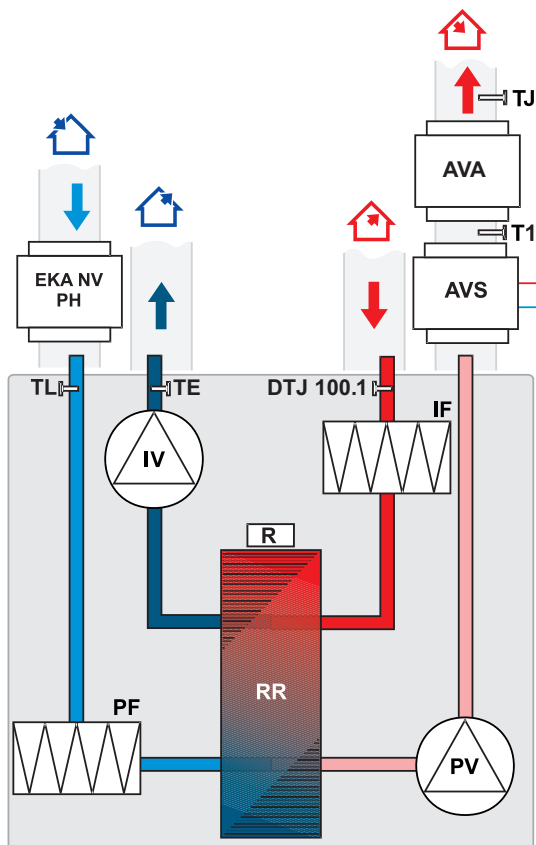 TJ
AVA
T1
EKA NV
PH
AVS
TL
TE
DTJ 100.1
IF
IV
R
RR
PF
PV